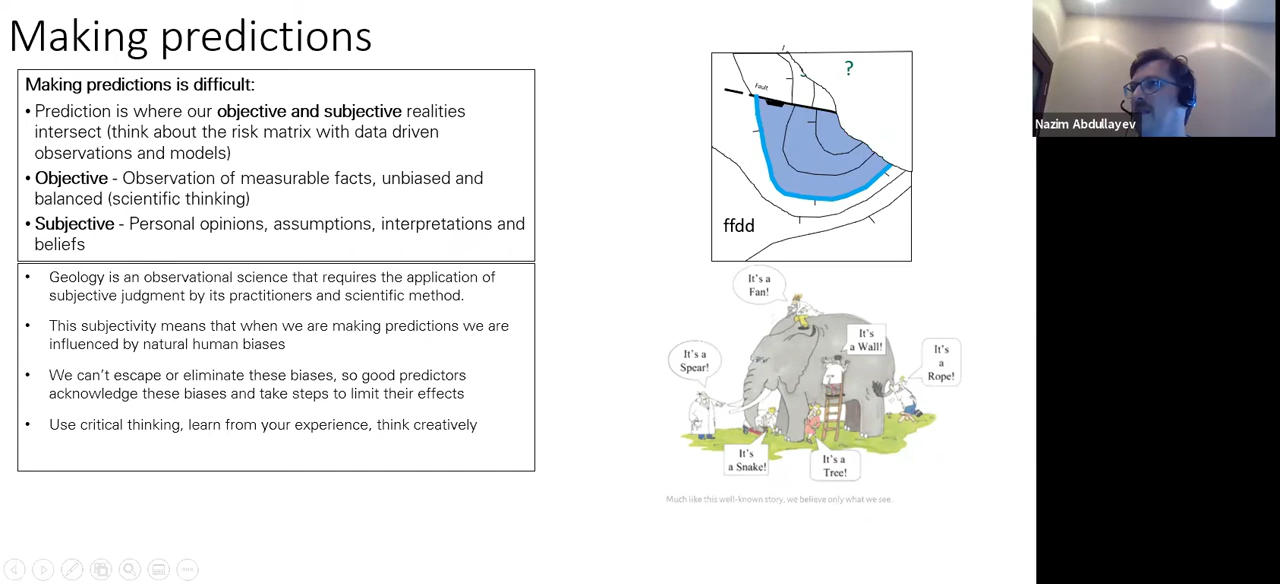 Making predictions
Making predictions is difficult:
• Prediction is where our objective and subjective realities
intersect (think about the risk matrix with data driven
observations and models)
• Objective - Observation of measurable facts, unbiased and
balanced (scientific thinking)
• Subjective - Personal opinions, assumptions, interpretations and
beliefs
• Geology is an observational science that requires the application of
subjective judgment by its practitioners and scientific method.
• This subjectivity means that when we are making predictions we are
influenced by natural human biases
• We can't escape or eliminate these biases, so good predictors
acknowledge these biases and take steps to limit their effects
• Use critical thinking, learn from your experience, think creatively
?
Fault
ffdd
It's a
Fan!
It's
a Wall!
It's a
Spear!
It's
a
Rope!
It's
a Snake!
It's a
Tree!
Much like this well-known story, we believe only what we see.
Nazim Abdullayev